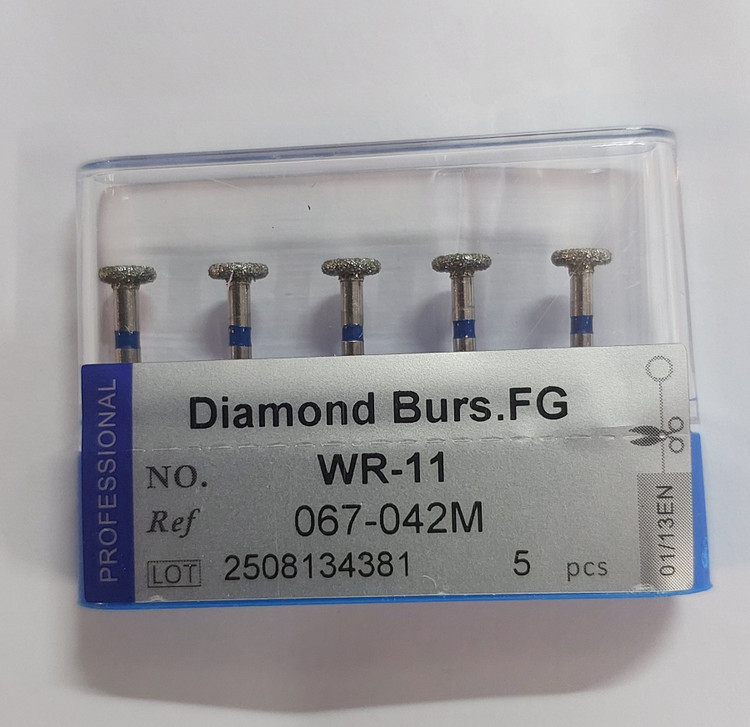 PROFESSIONAL
Diamond Burs.FG
NO. WR-11
Ref 067-042M
LOT 2508134381 5 pcs
01/13EN